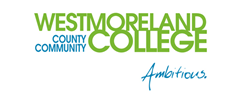 WESTMORELAND
COUNTY COMMUNITY COLLEGE
Ambitious.